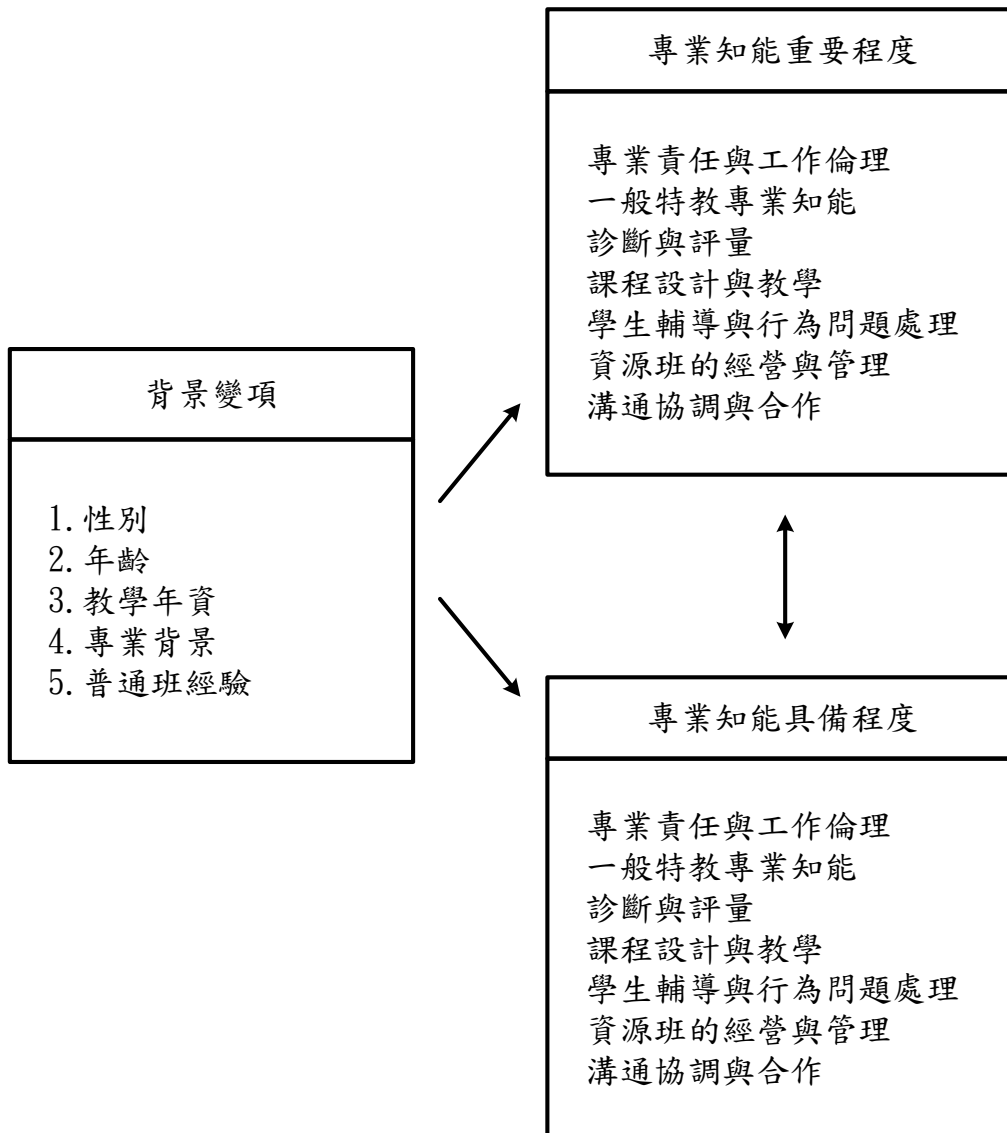 專業知能重要程度
專業責任與工作倫理
一般特教專業知能
診斷與評量
課程設計與教學
學生輔導與行為問題處理
資源班的經營與管理
溝通協調與合作
背景變項
1.性別
2.年齡
3.教學年資
4.專業背景
5.普通班經驗
專業知能具備程度
專業責任與工作倫理
一般特教專業知能
診斷與評量
課程設計與教學
學生輔導與行為問題處理
資源班的經營與管理
溝通協調與合作